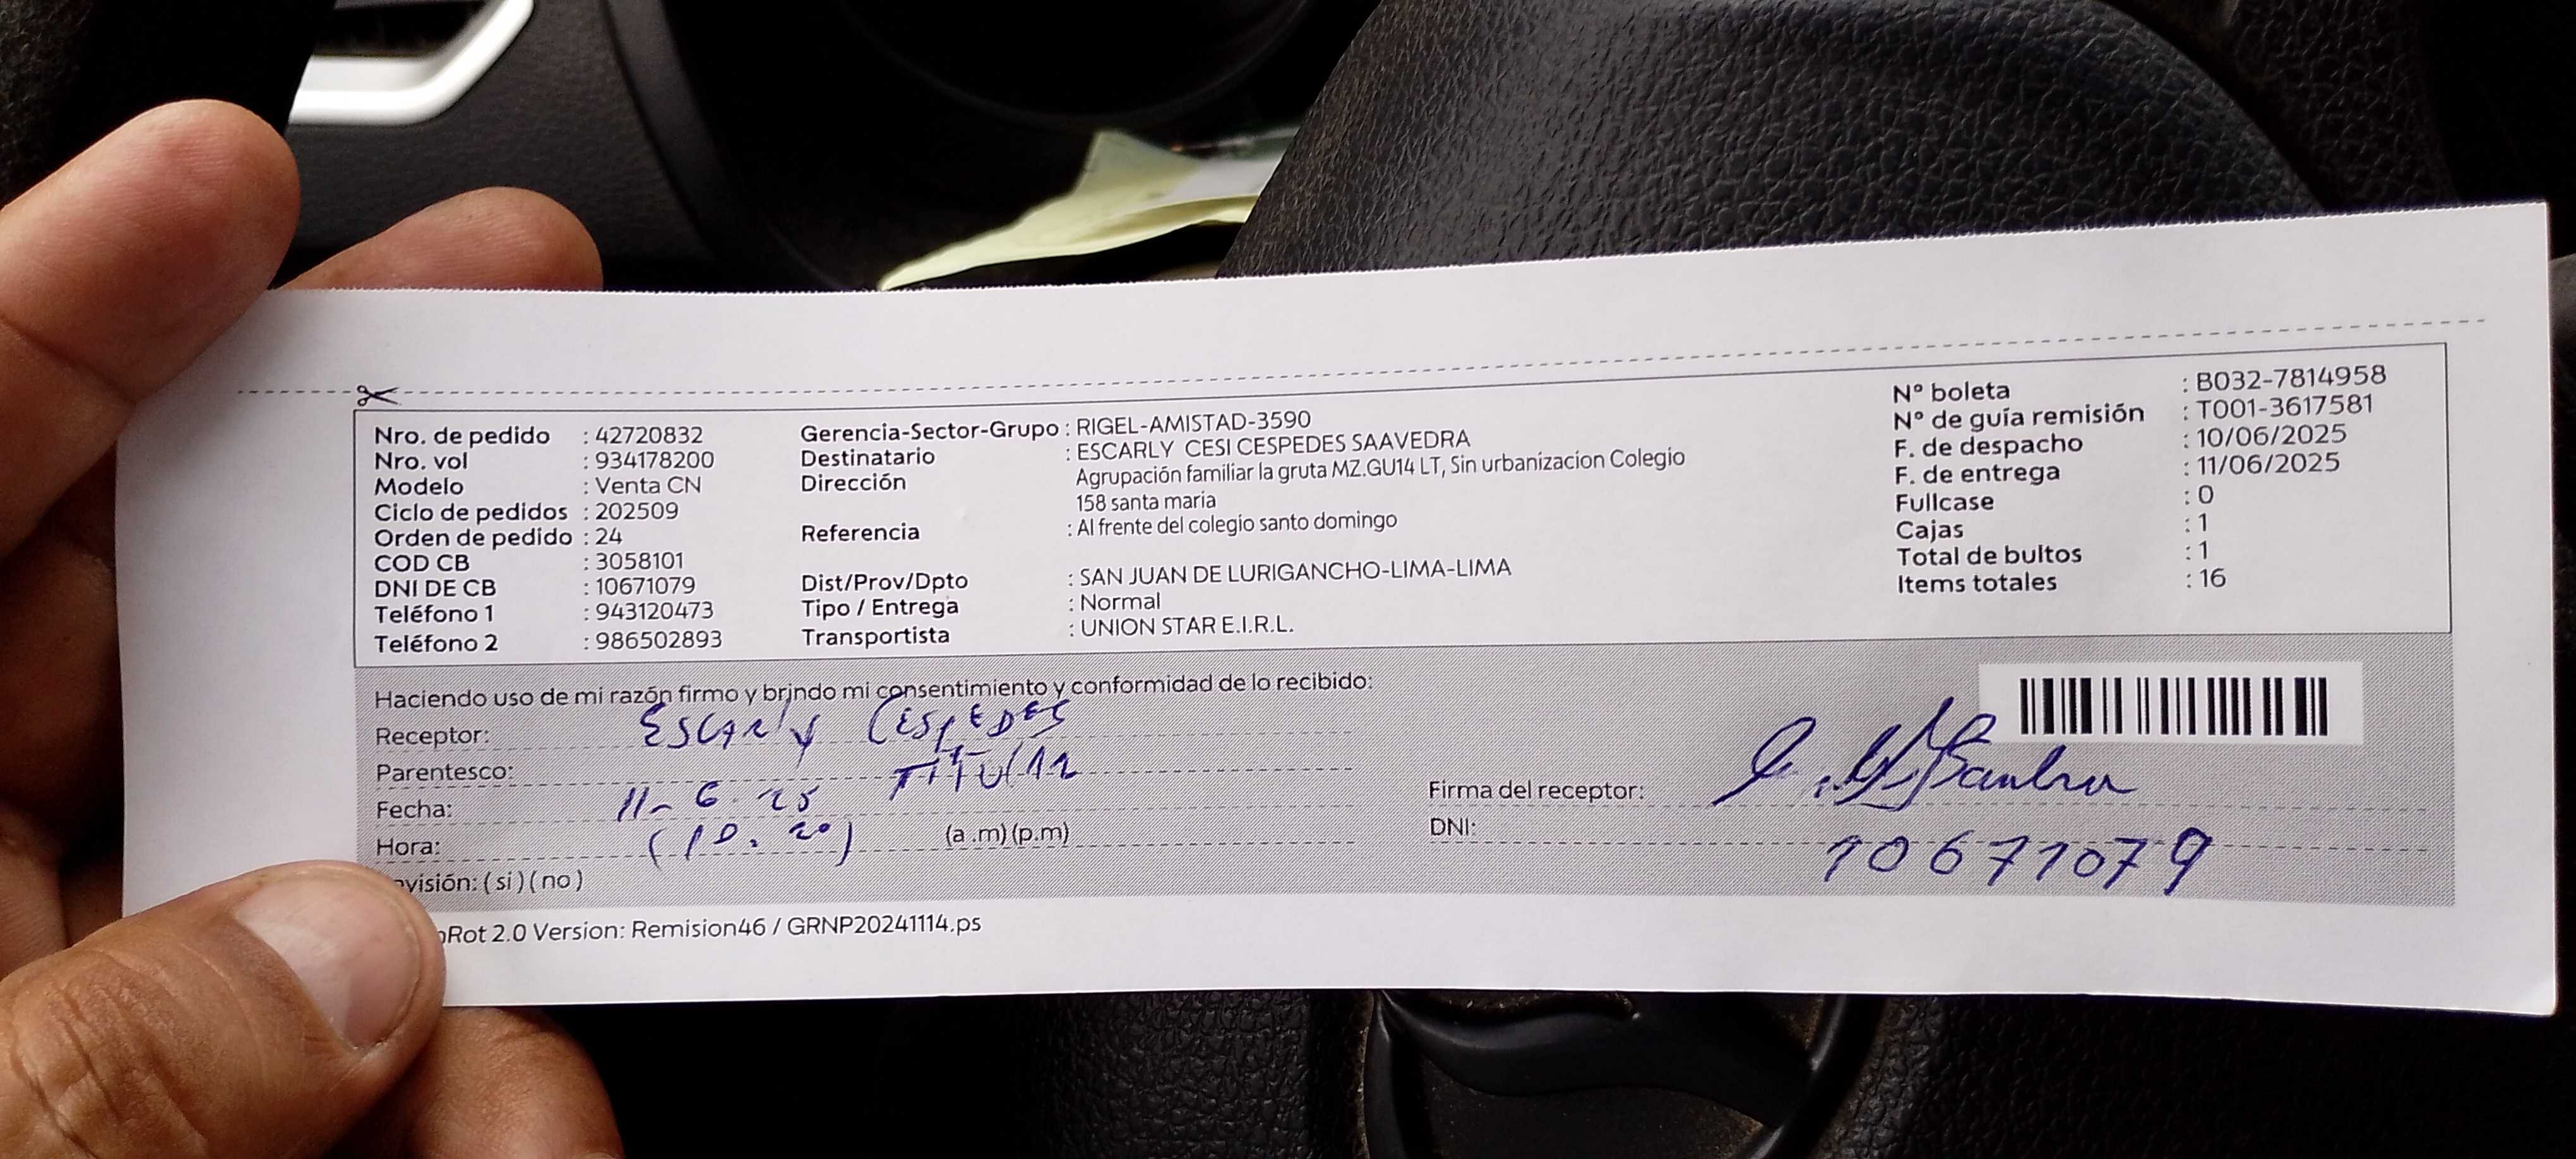 Nro. de pedido : 42720832
Nro. vol : 934178200
Modelo : Venta CN
Ciclo de pedidos : 202509
Orden de pedido : 24
COD CB : 3058101
DNI DE CB : 10671079
Teléfono 1 : 943120473
Teléfono 2 : 986502893
Gerencia-Sector-Grupo : RIGEL-AMISTAD-3590
Destinatario : ESCARLY CESI CESPEDES SAAVEDRA
Dirección Agrupación familiar la gruta MZ.GU14 LT, Sin urbanizacion Colegio
158 santa maria
Referencia : Al frente del colegio santo domingo
Dist/Prov/Dpto : SAN JUAN DE LURIGANCHO-LIMA-LIMA
Tipo / Entrega : Normal
Transportista : UNION STAR E.I.R.L.
N° boleta : B032-7814958
N° de guía remisión : T001-3617581
F. de despacho : 10/06/2025
F. de entrega : 11/06/2025
Fullcase : 0
Cajas : 1
Total de bultos : 1
Items totales : 16
Haciendo uso de mi razón firmo y brindo mi consentimiento y conformidad de lo recibido:
Receptor: Escarly Cespedes
Parentesco: Titular
Fecha: 11-6-25
Hora: (10.20) (a .m) (p.m)
visión: ( si ) ( no )
Firma del receptor:
DNI: 10671079
Rot 2.0 Version: Remision46 / GRNP20241114.ps